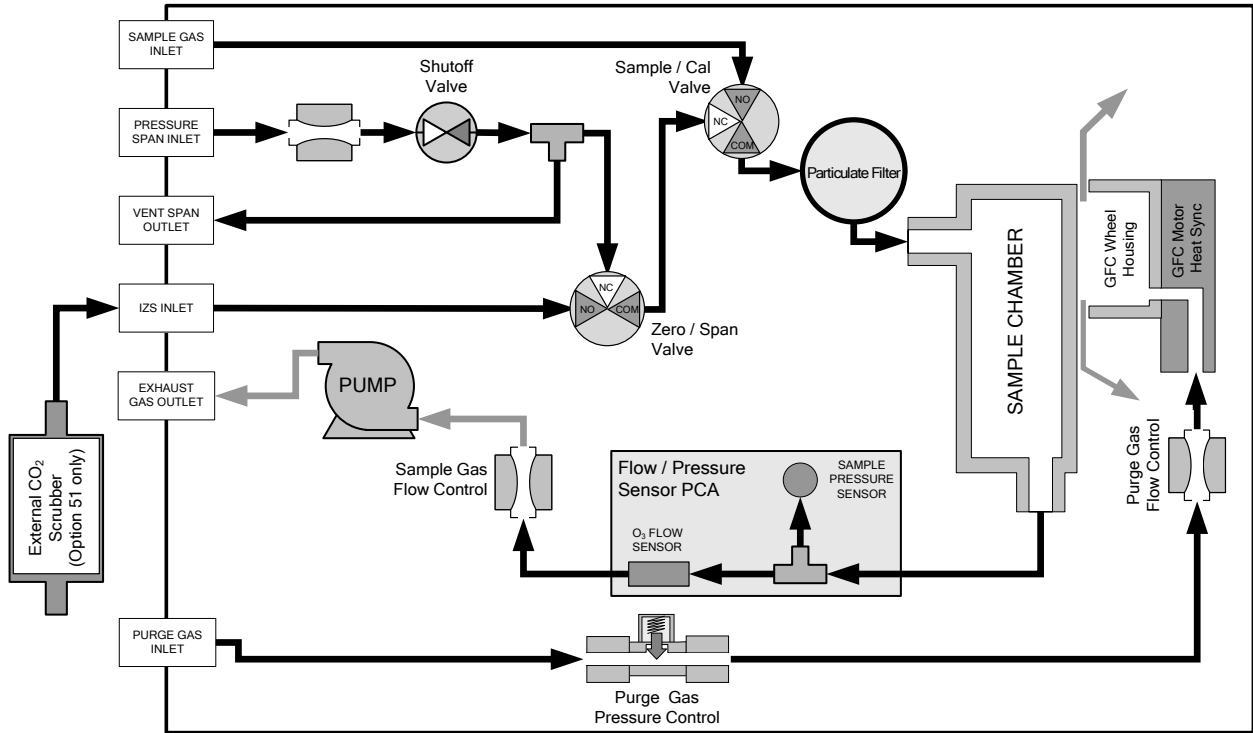 SAMPLE GAS
INLET
Shutoff
Valve
Sample / Cal
Valve
NO
NC
COM
PRESSURE
SPAN INLET
Particulate Filter
VENT SPAN
OUTLET
SAMPLE CHAMBER
GFC Wheel
Housing
GFC Motor
Heat Sync
NC
NO
COM
IZS INLET
Zero / Span
Valve
EXHAUST
GAS OUTLET
PUMP
External CO₂
Scrubber
(Option 51 only)
Sample Gas
Flow Control
Flow / Pressure
Sensor PCA
SAMPLE
PRESSURE
SENSOR
O₃ FLOW
SENSOR
Purge Gas
Flow Control
PURGE GAS
INLET
Purge Gas
Pressure Control